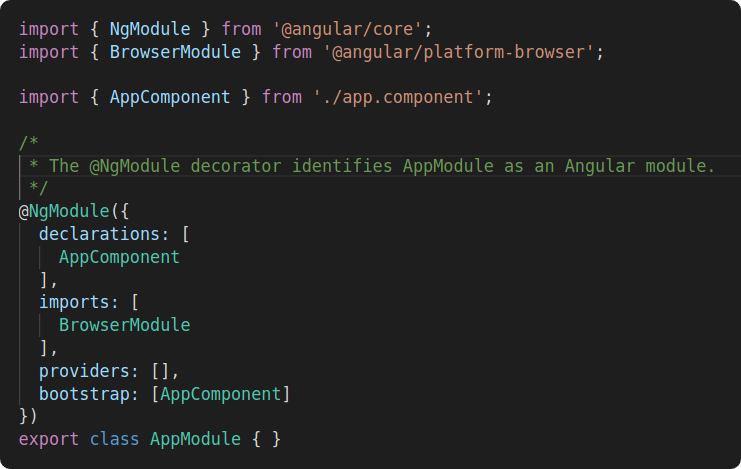 import { NgModule } from '@angular/core';
import { BrowserModule } from '@angular/platform-browser';

import { AppComponent } from './app.component';

/*
 * The @NgModule decorator identifies AppModule as an Angular module.
 */
@NgModule({
  declarations: [
    AppComponent
  ],
  imports: [
    BrowserModule
  ],
  providers: [],
  bootstrap: [AppComponent]
})
export class AppModule { }